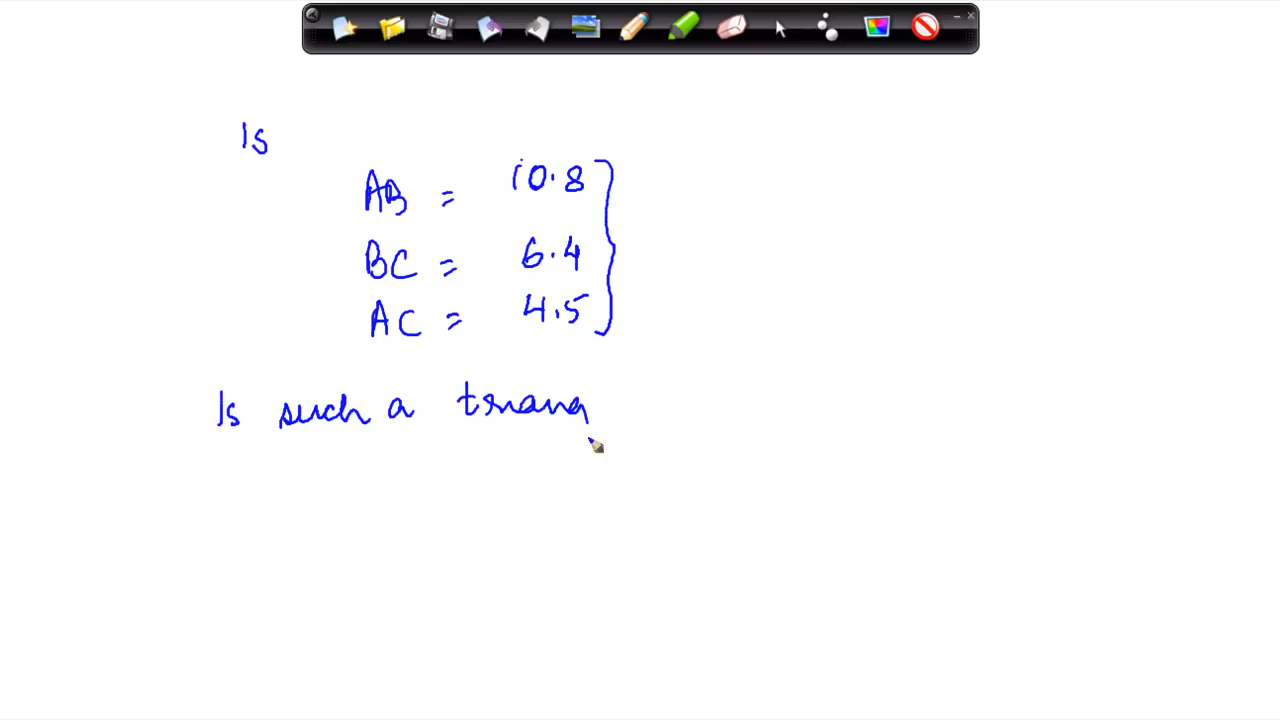 Is
AB = 10.8
BC = 6.4
AC = 4.5
Is such a triang